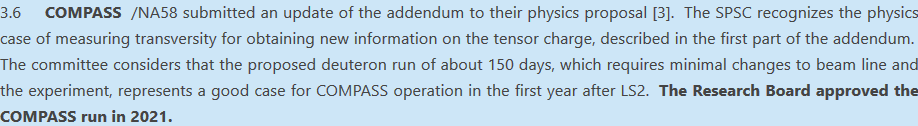 3.6 COMPASS /NA58 submitted an update of the addendum to their physics proposal [3]. The SPSC recognizes the physics
case of measuring transversity for obtaining new information on the tensor charge, described in the first part of the addendum.
The committee considers that the proposed deuteron run of about 150 days, which requires minimal changes to beam line and
the experiment, represents a good case for COMPASS operation in the first year after LS2. The Research Board approved the
COMPASS run in 2021.